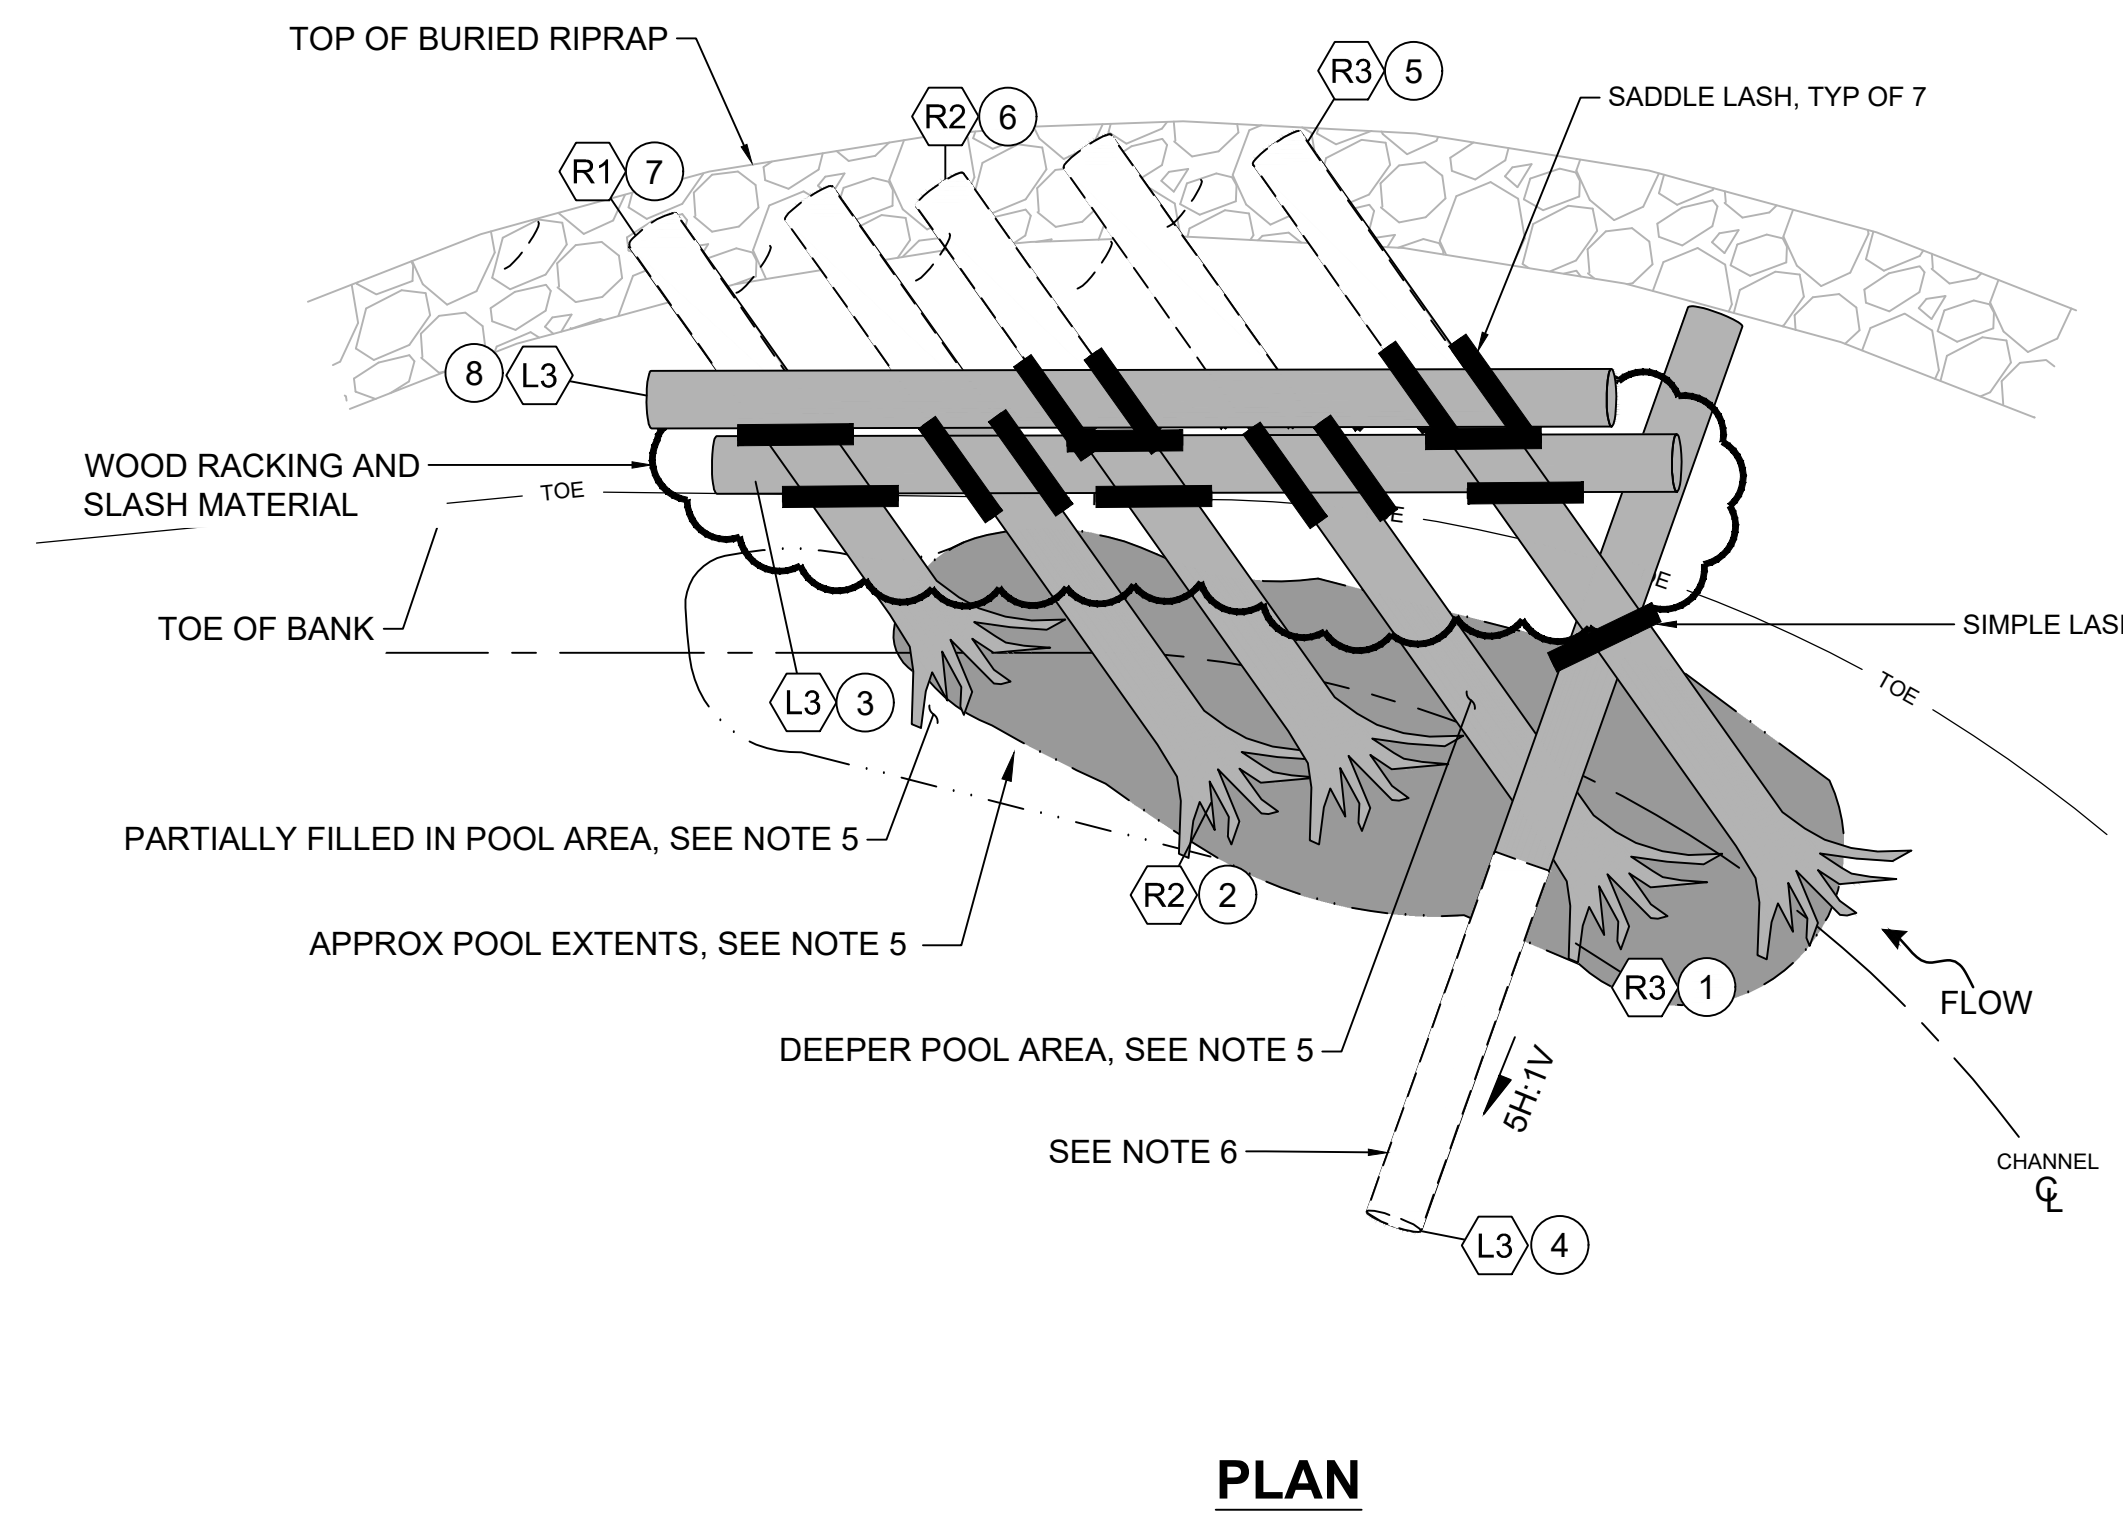 TOP OF BURIED RIPRAP
R3 5
SADDLE LASH, TYP OF 7
R2 6
R1 7
8 L3
WOOD RACKING AND
SLASH MATERIAL
TOE
E
E
TOE OF BANK
SIMPLE LAS
TOE
L3 3
PARTIALLY FILLED IN POOL AREA, SEE NOTE 5
R2 2
APPROX POOL EXTENTS, SEE NOTE 5
R3 1
FLOW
DEEPER POOL AREA, SEE NOTE 5
5H:1V
SEE NOTE 6
CHANNEL
℄
L3 4
PLAN